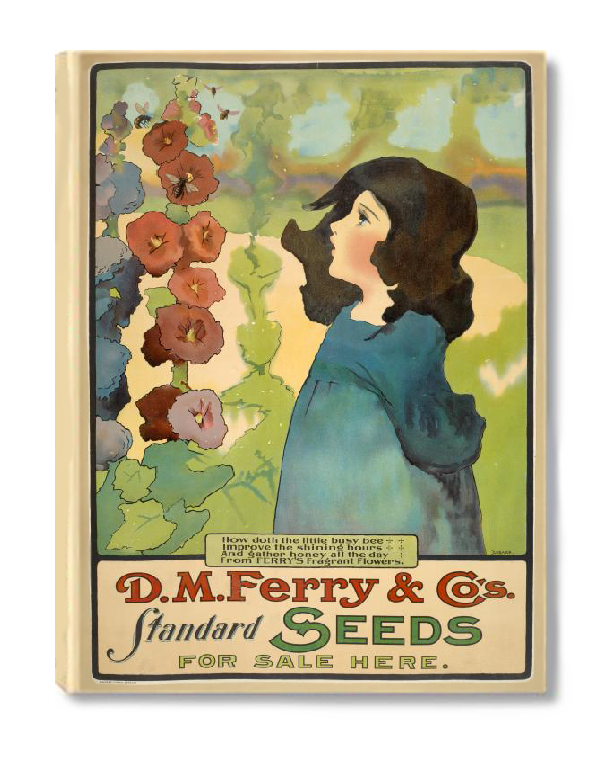 How doth the little busy bee + +
Improve the shining hours + +
And gather honey all the day
From FERRY'S Fragrant Flowers.
D.M.Ferry & Co's.
Standard SEEDS
FOR SALE HERE.